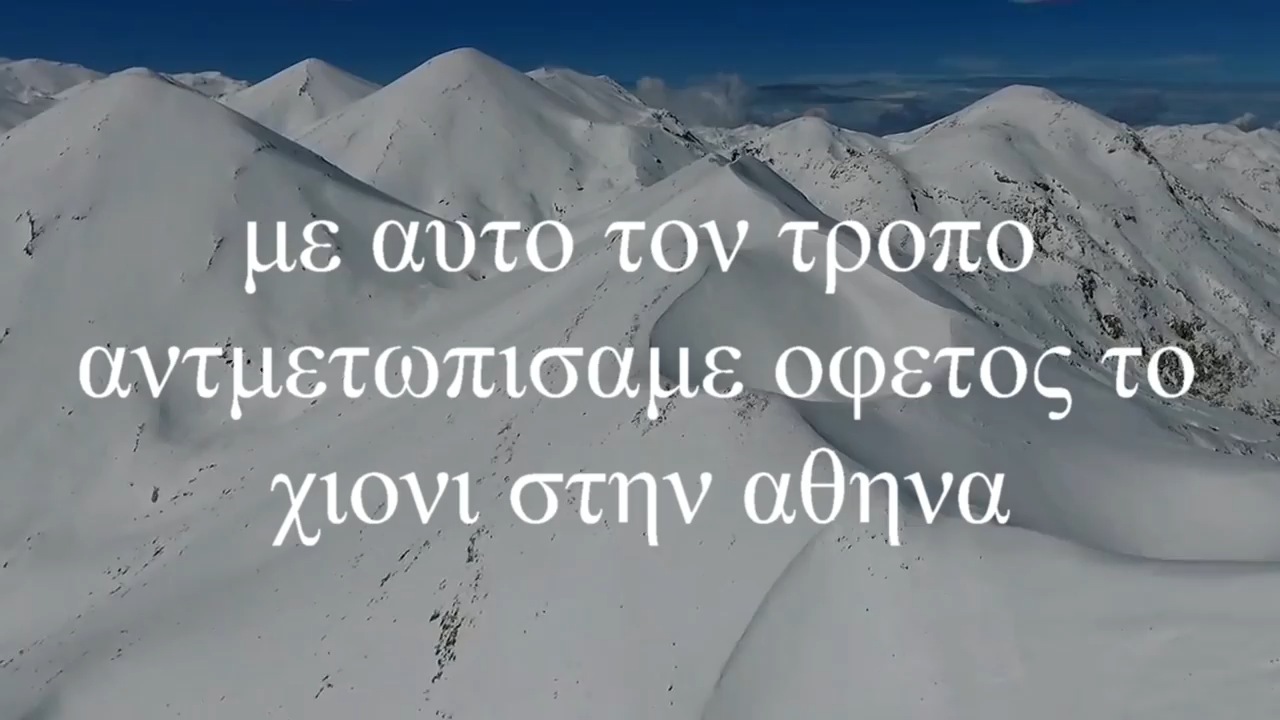 με αυτο τον τροπο
αντμετωπισαμε οφετος το
χιονι στην αθηνα